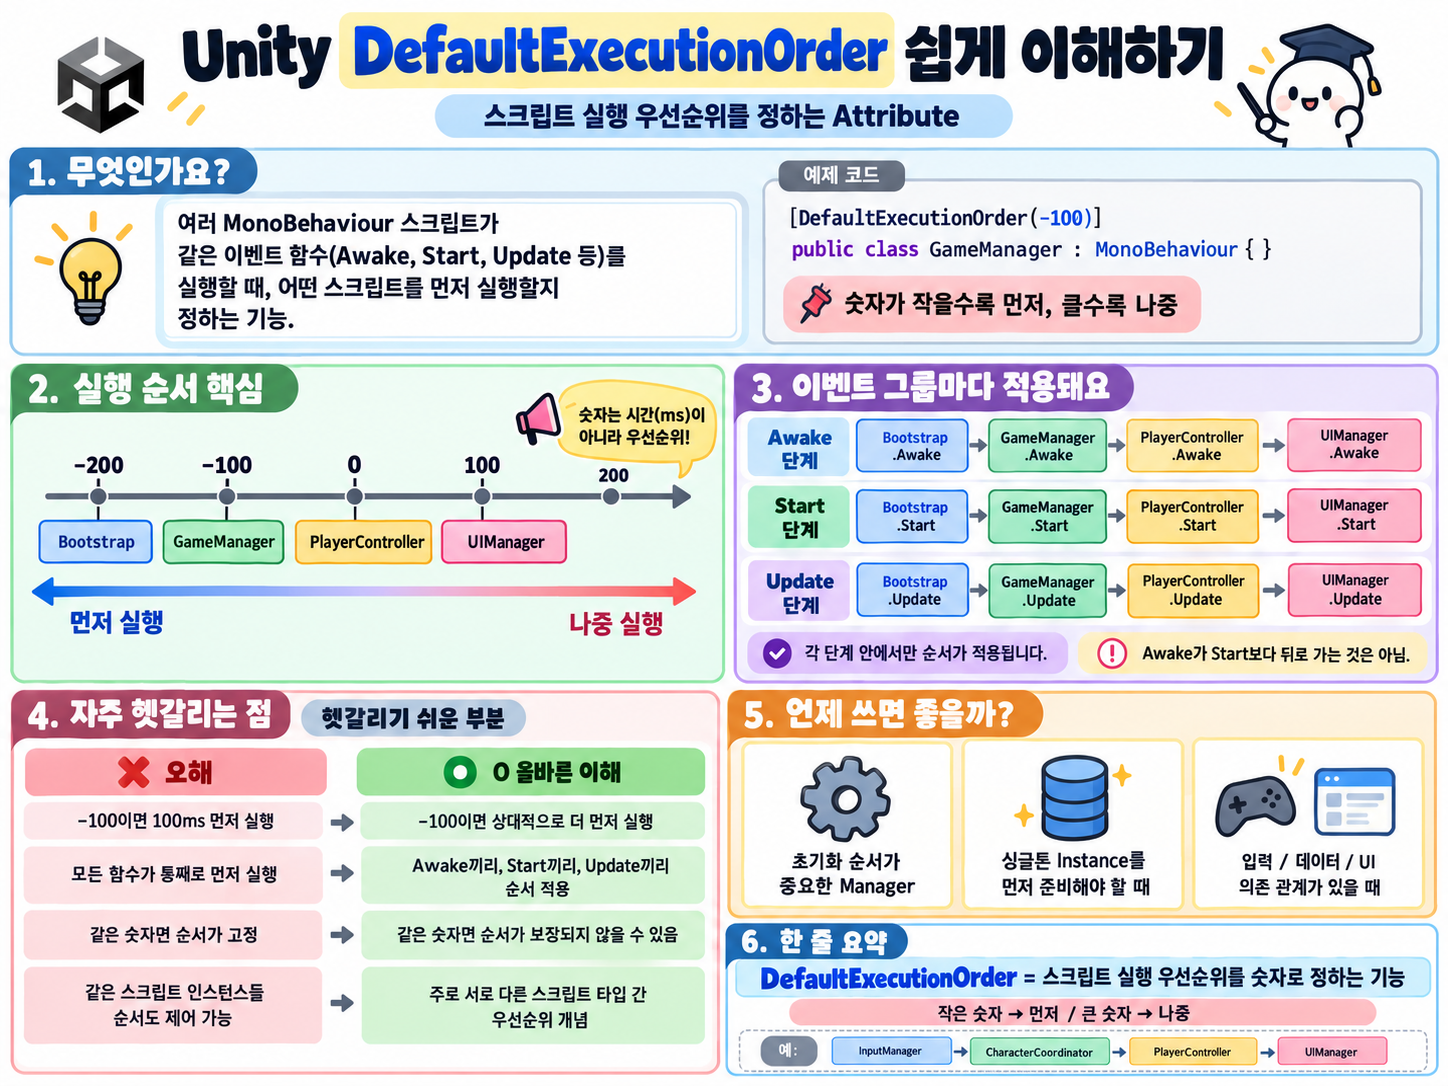 Unity DefaultExecutionOrder 쉽게 이해하기
스크립트 실행 우선순위를 정하는 Attribute
1. 무엇인가요?
여러 MonoBehaviour 스크립트가
같은 이벤트 함수(Awake, Start, Update 등)를
실행할 때, 어떤 스크립트를 먼저 실행할지
정하는 기능.
예제 코드
[DefaultExecutionOrder(-100)]
public class GameManager : MonoBehaviour { }
숫자가 작을수록 먼저, 클수록 나중
2. 실행 순서 핵심
숫자는 시간(ms)이
아니라 우선순위!
-200 -100 0 100 200
Bootstrap GameManager PlayerController UIManager
먼저 실행 나중 실행
3. 이벤트 그룹마다 적용돼요
Awake
단계
Bootstrap
.Awake
GameManager
.Awake
PlayerController
.Awake
UIManager
.Awake
Start
단계
Bootstrap
.Start
GameManager
.Start
PlayerController
.Start
UIManager
.Start
Update
단계
Bootstrap
.Update
GameManager
.Update
PlayerController
.Update
UIManager
.Update
각 단계 안에서만 순서가 적용됩니다.
Awake가 Start보다 뒤로 가는 것은 아님.
4. 자주 헷갈리는 점
헷갈리기 쉬운 부분
오해
O 올바른 이해
-100이면 100ms 먼저 실행
-100이면 상대적으로 더 먼저 실행
모든 함수가 통째로 먼저 실행
Awake끼리, Start끼리, Update끼리
순서 적용
같은 숫자면 순서가 고정
같은 숫자면 순서가 보장되지 않을 수 있음
같은 스크립트 인스턴스들
순서도 제어 가능
주로 서로 다른 스크립트 타입 간
우선순위 개념
5. 언제 쓰면 좋을까?
초기화 순서가
중요한 Manager
싱글톤 Instance를
먼저 준비해야 할 때
입력 / 데이터 / UI
의존 관계가 있을 때
6. 한 줄 요약
DefaultExecutionOrder = 스크립트 실행 우선순위를 숫자로 정하는 기능
작은 숫자 → 먼저 / 큰 숫자 → 나중
예:
InputManager → CharacterCoordinator → PlayerController → UIManager